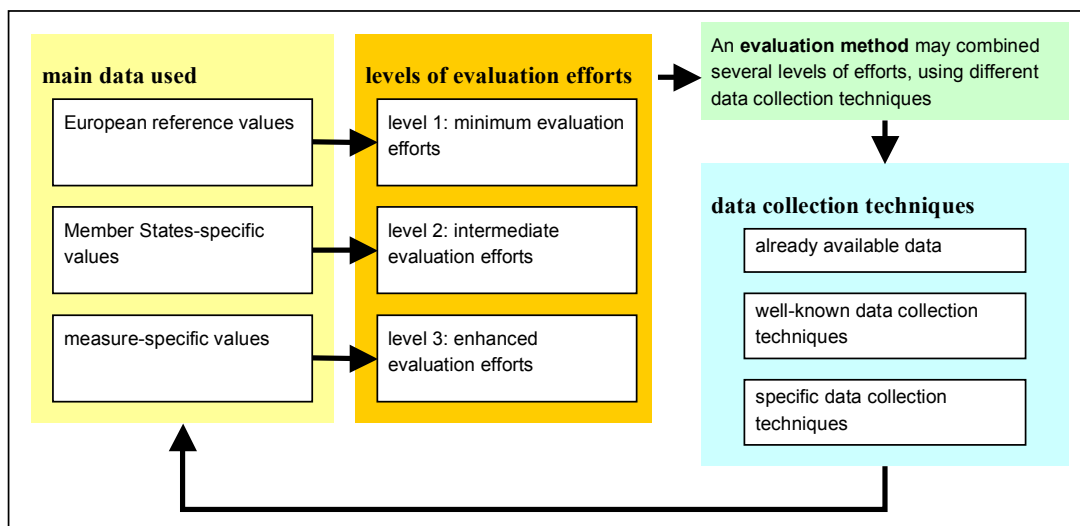 main data used
European reference values
Member States-specific
values
measure-specific values
levels of evaluation efforts
level 1: minimum evaluation
efforts
level 2: intermediate
evaluation efforts
level 3: enhanced
evaluation efforts
An evaluation method may combined
several levels of efforts, using different
data collection techniques
data collection techniques
already available data
well-known data collection
techniques
specific data collection
techniques